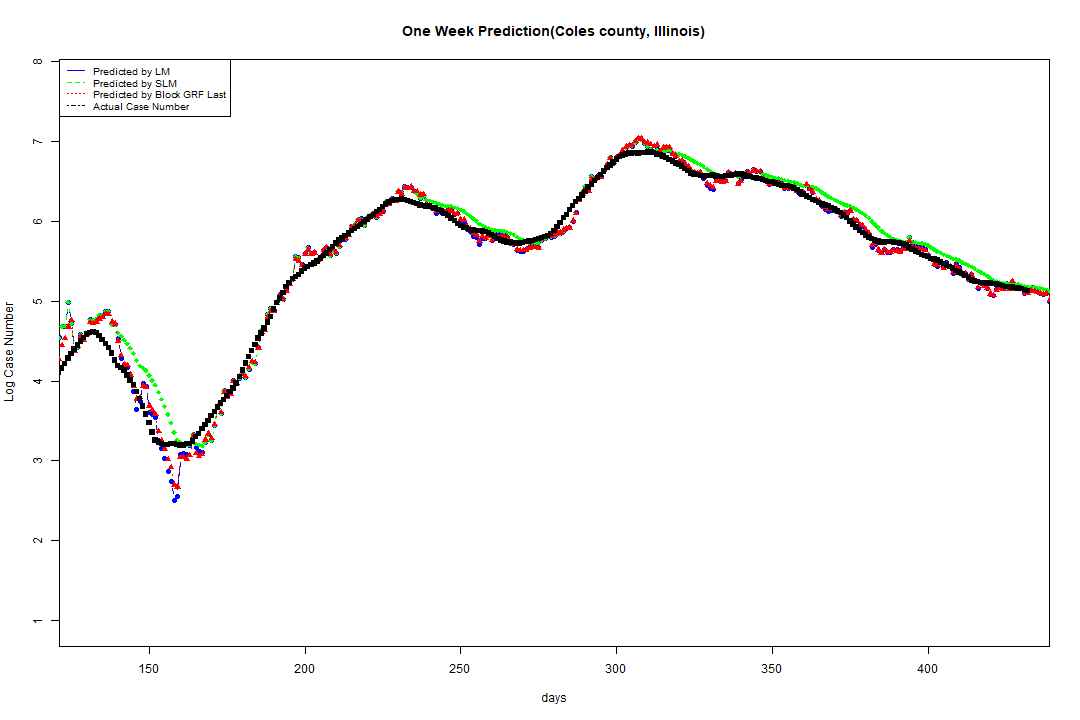 One Week Prediction(Coles county, Illinois)
Predicted by LM
Predicted by SLM
Predicted by Block GRF Last
Actual Case Number
8
7
6
5
4
3
2
1
Log Case Number
150 200 250 300 350 400
days